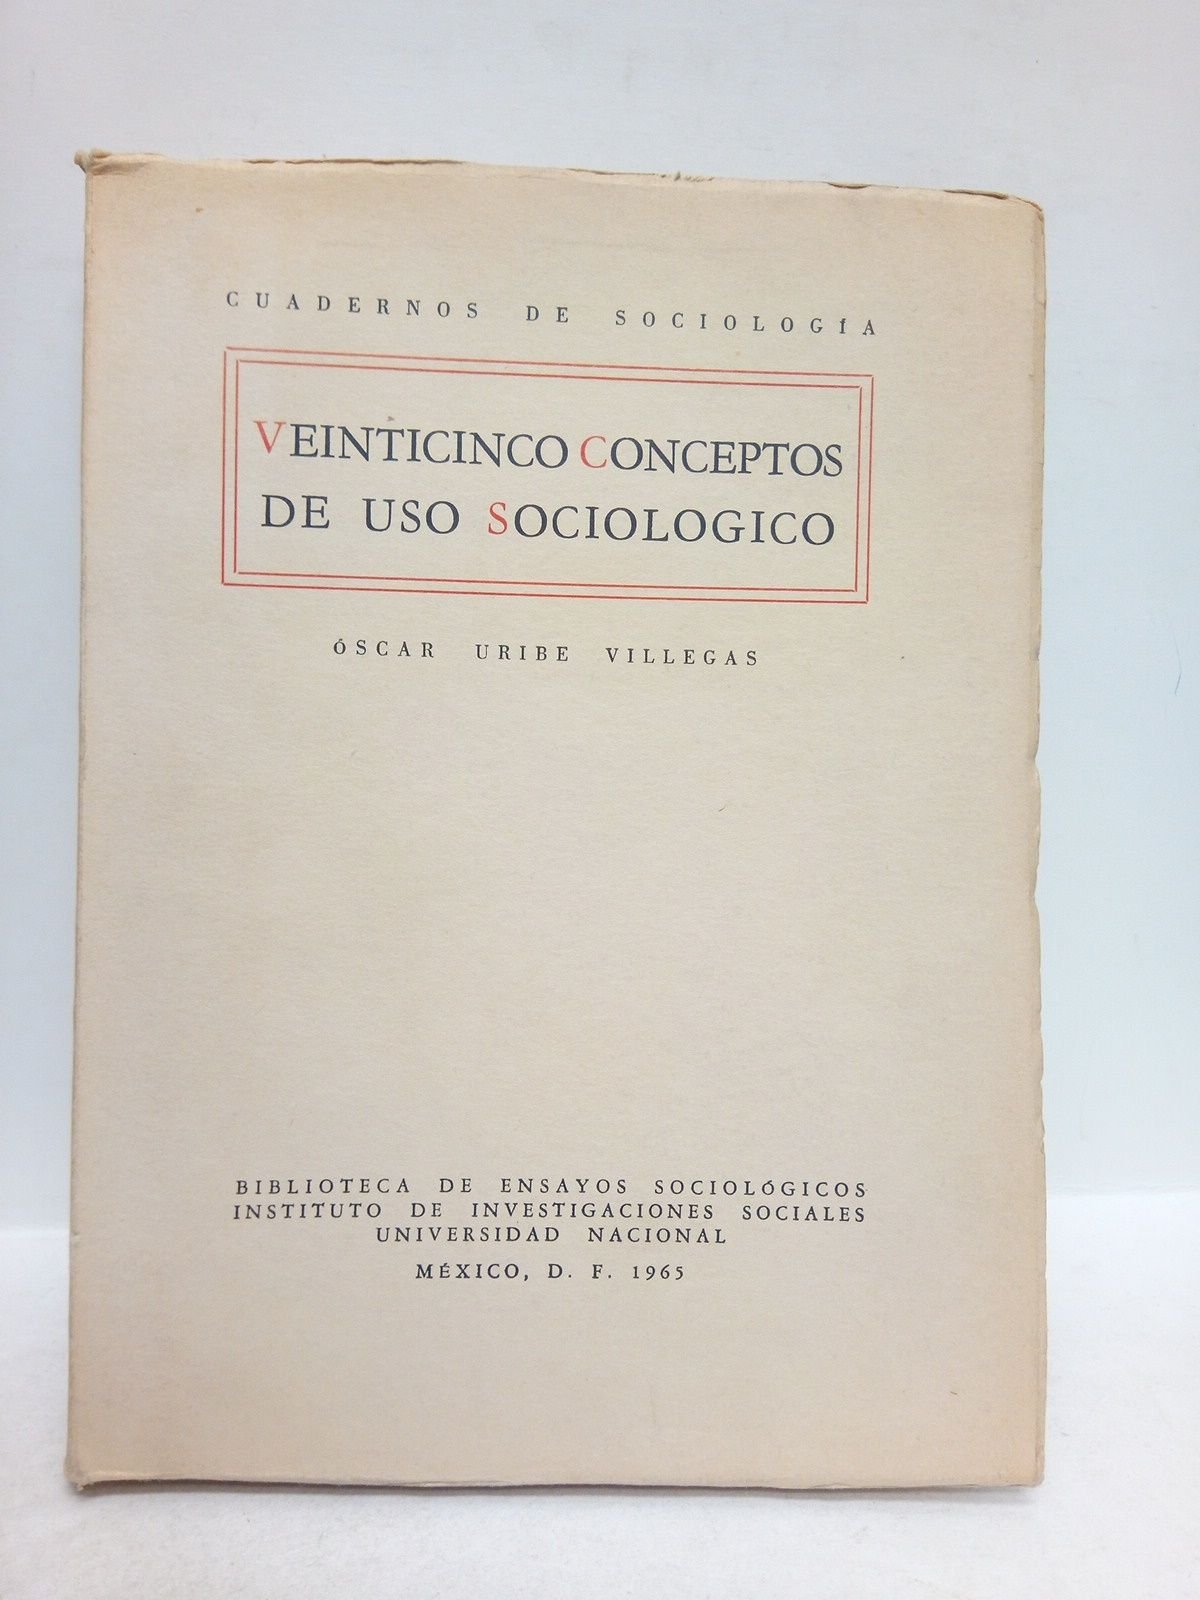 CUADERNOS DE SOCIOLOGÍA
VEINTICINCO CONCEPTOS
DE USO SOCIOLOGICO
ÓSCAR URIBE VILLEGAS
BIBLIOTECA DE ENSAYOS SOCIOLÓGICOS
INSTITUTO DE INVESTIGACIONES SOCIALES
UNIVERSIDAD NACIONAL
MÉXICO, D. F. 1965